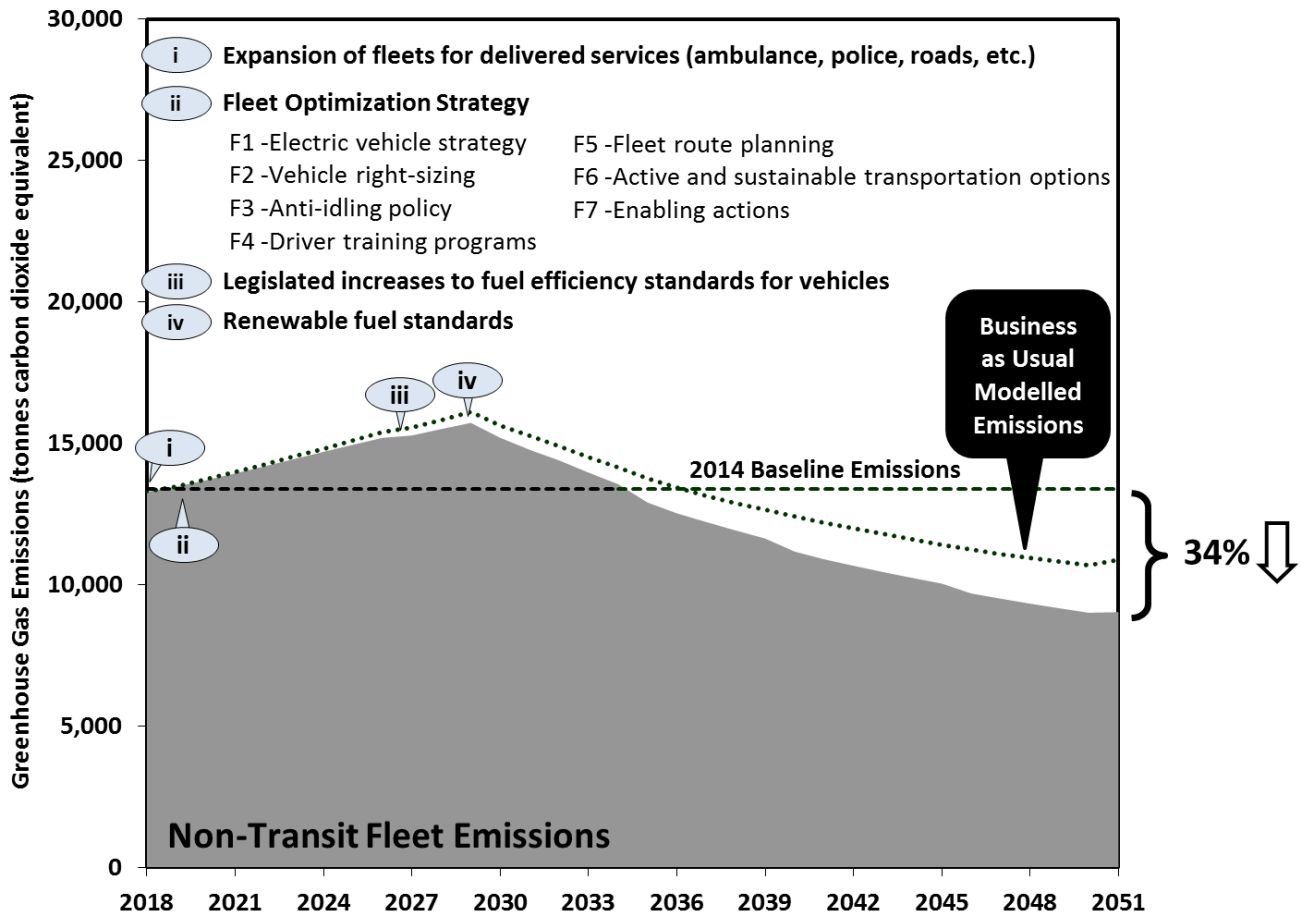 Greenhouse Gas Emissions (tonnes carbon dioxide equivalent)
30,000
25,000
20,000
15,000
10,000
5,000
0
i Expansion of fleets for delivered services (ambulance, police, roads, etc.)
ii Fleet Optimization Strategy
F1 -Electric vehicle strategy
F2 -Vehicle right-sizing
F3 -Anti-idling policy
F4 -Driver training programs
F5 -Fleet route planning
F6 -Active and sustainable transportation options
F7 -Enabling actions
iii Legislated increases to fuel efficiency standards for vehicles
iv Renewable fuel standards
Business
as Usual
Modelled
Emissions
iv
iii
i
2014 Baseline Emissions
ii
34%
Non-Transit Fleet Emissions
2018 2021 2024 2027 2030 2033 2036 2039 2042 2045 2048 2051